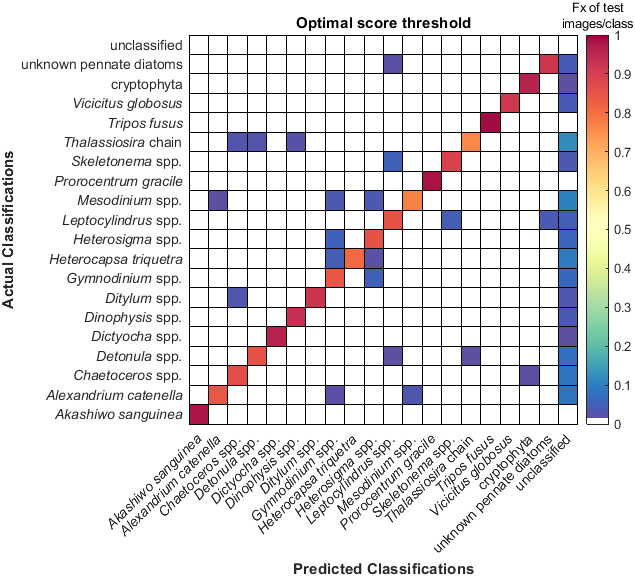 Optimal score threshold
Fx of test
images/class
Actual Classifications
unclassified
unknown pennate diatoms
cryptophyta
Vicicitus globosus
Tripos fusus
Thalassiosira chain
Skeletonema spp.
Prorocentrum gracile
Mesodinium spp.
Leptocylindrus spp.
Heterosigma spp.
Heterocapsa triquetra
Gymnodinium spp.
Ditylum spp.
Dinophysis spp.
Dictyocha spp.
Detonula spp.
Chaetoceros spp.
Alexandrium catenella
Akashiwo sanguinea
1
0.9
0.8
0.7
0.6
0.5
0.4
0.3
0.2
0.1
0
Akashiwo sanguinea
Alexandrium catenella
Chaetoceros spp.
Detonula spp.
Dictyocha spp.
Dinophysis spp.
Ditylum spp.
Gymnodinium spp.
Heterocapsa triquetra
Heterosigma spp.
Leptocylindrus spp.
Mesodinium spp.
Prorocentrum gracile
Skeletonema spp.
Thalassiosira chain
Tripos fusus
Vicicitus globosus
cryptophyta
unknown pennate diatoms
unclassified
Predicted Classifications